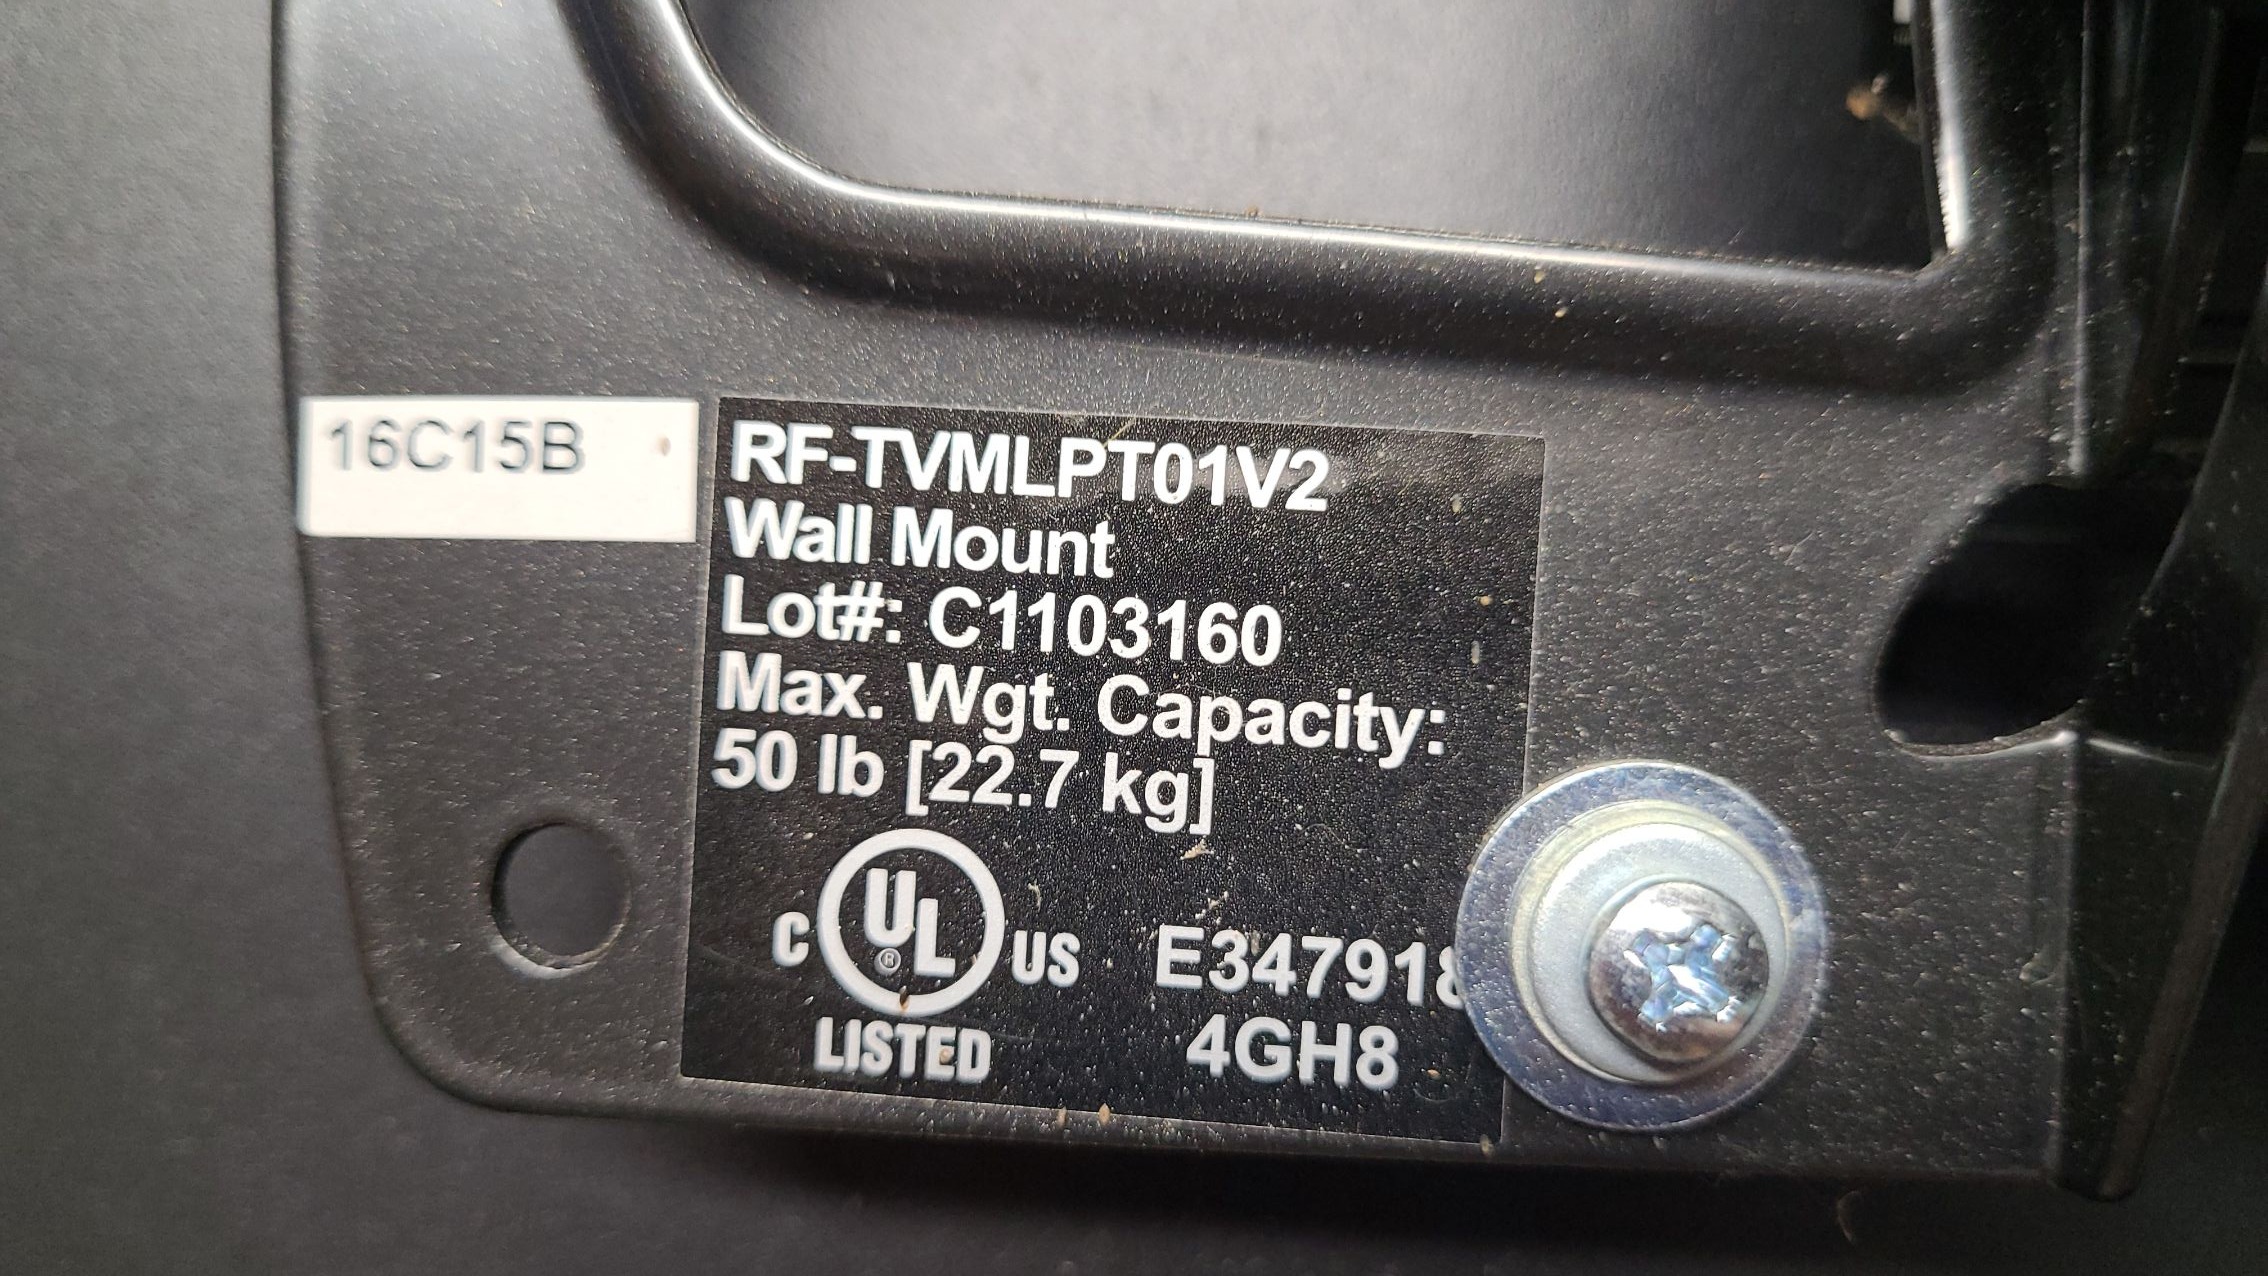 16C15B
RF-TVMLPT01V2
Wall Mount
Lot#: C1103160
Max. Wgt. Capacity:
50 lb [22.7 kg]
C UL® US
LISTED
E347918
4GH8